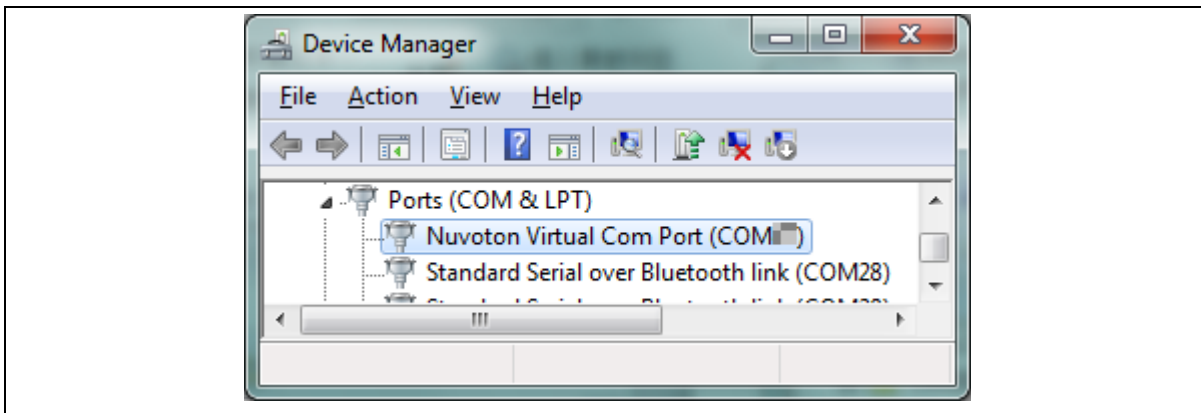 Device Manager
File Action View Help
Ports (COM & LPT)
Nuvoton Virtual Com Port (COM )
Standard Serial over Bluetooth link (COM28)